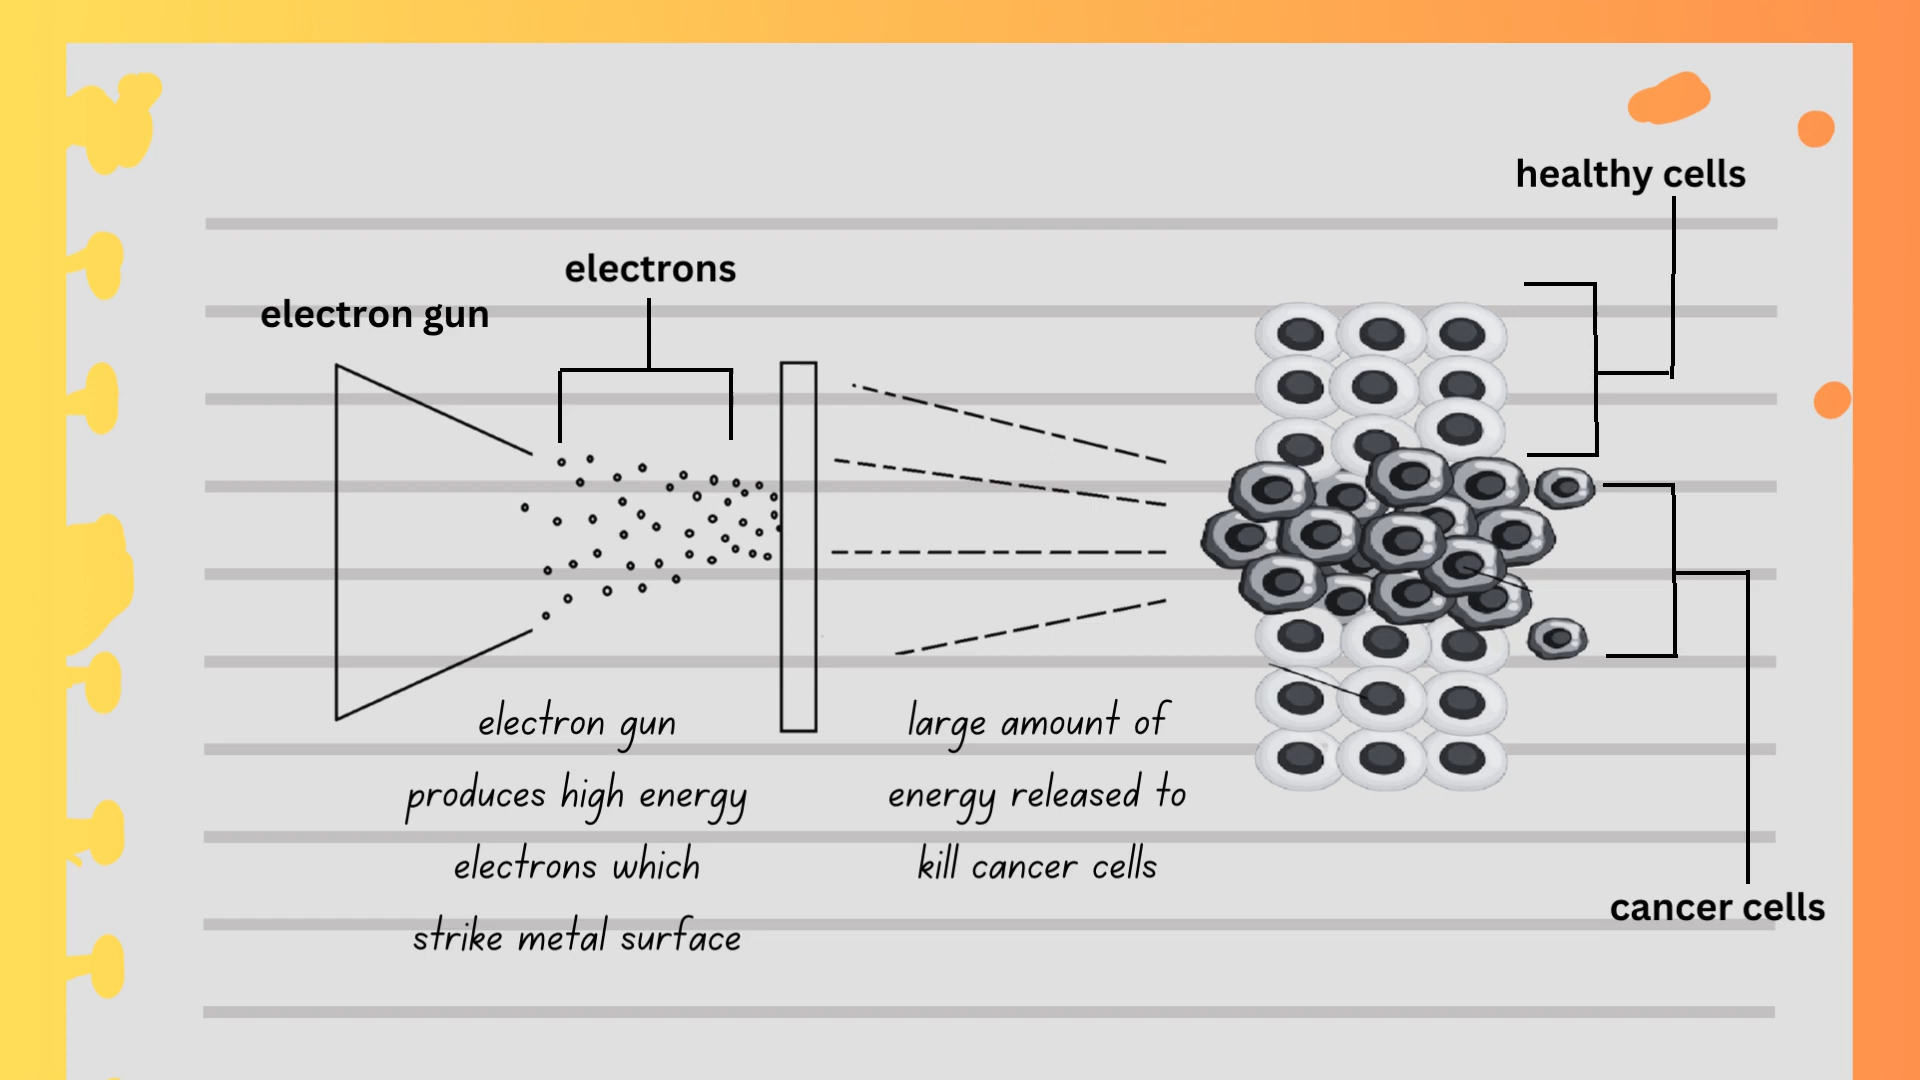 healthy cells
electrons
electron gun
electron gun
produces high energy
electrons which
strike metal surface
large amount of
energy released to
kill cancer cells
cancer cells